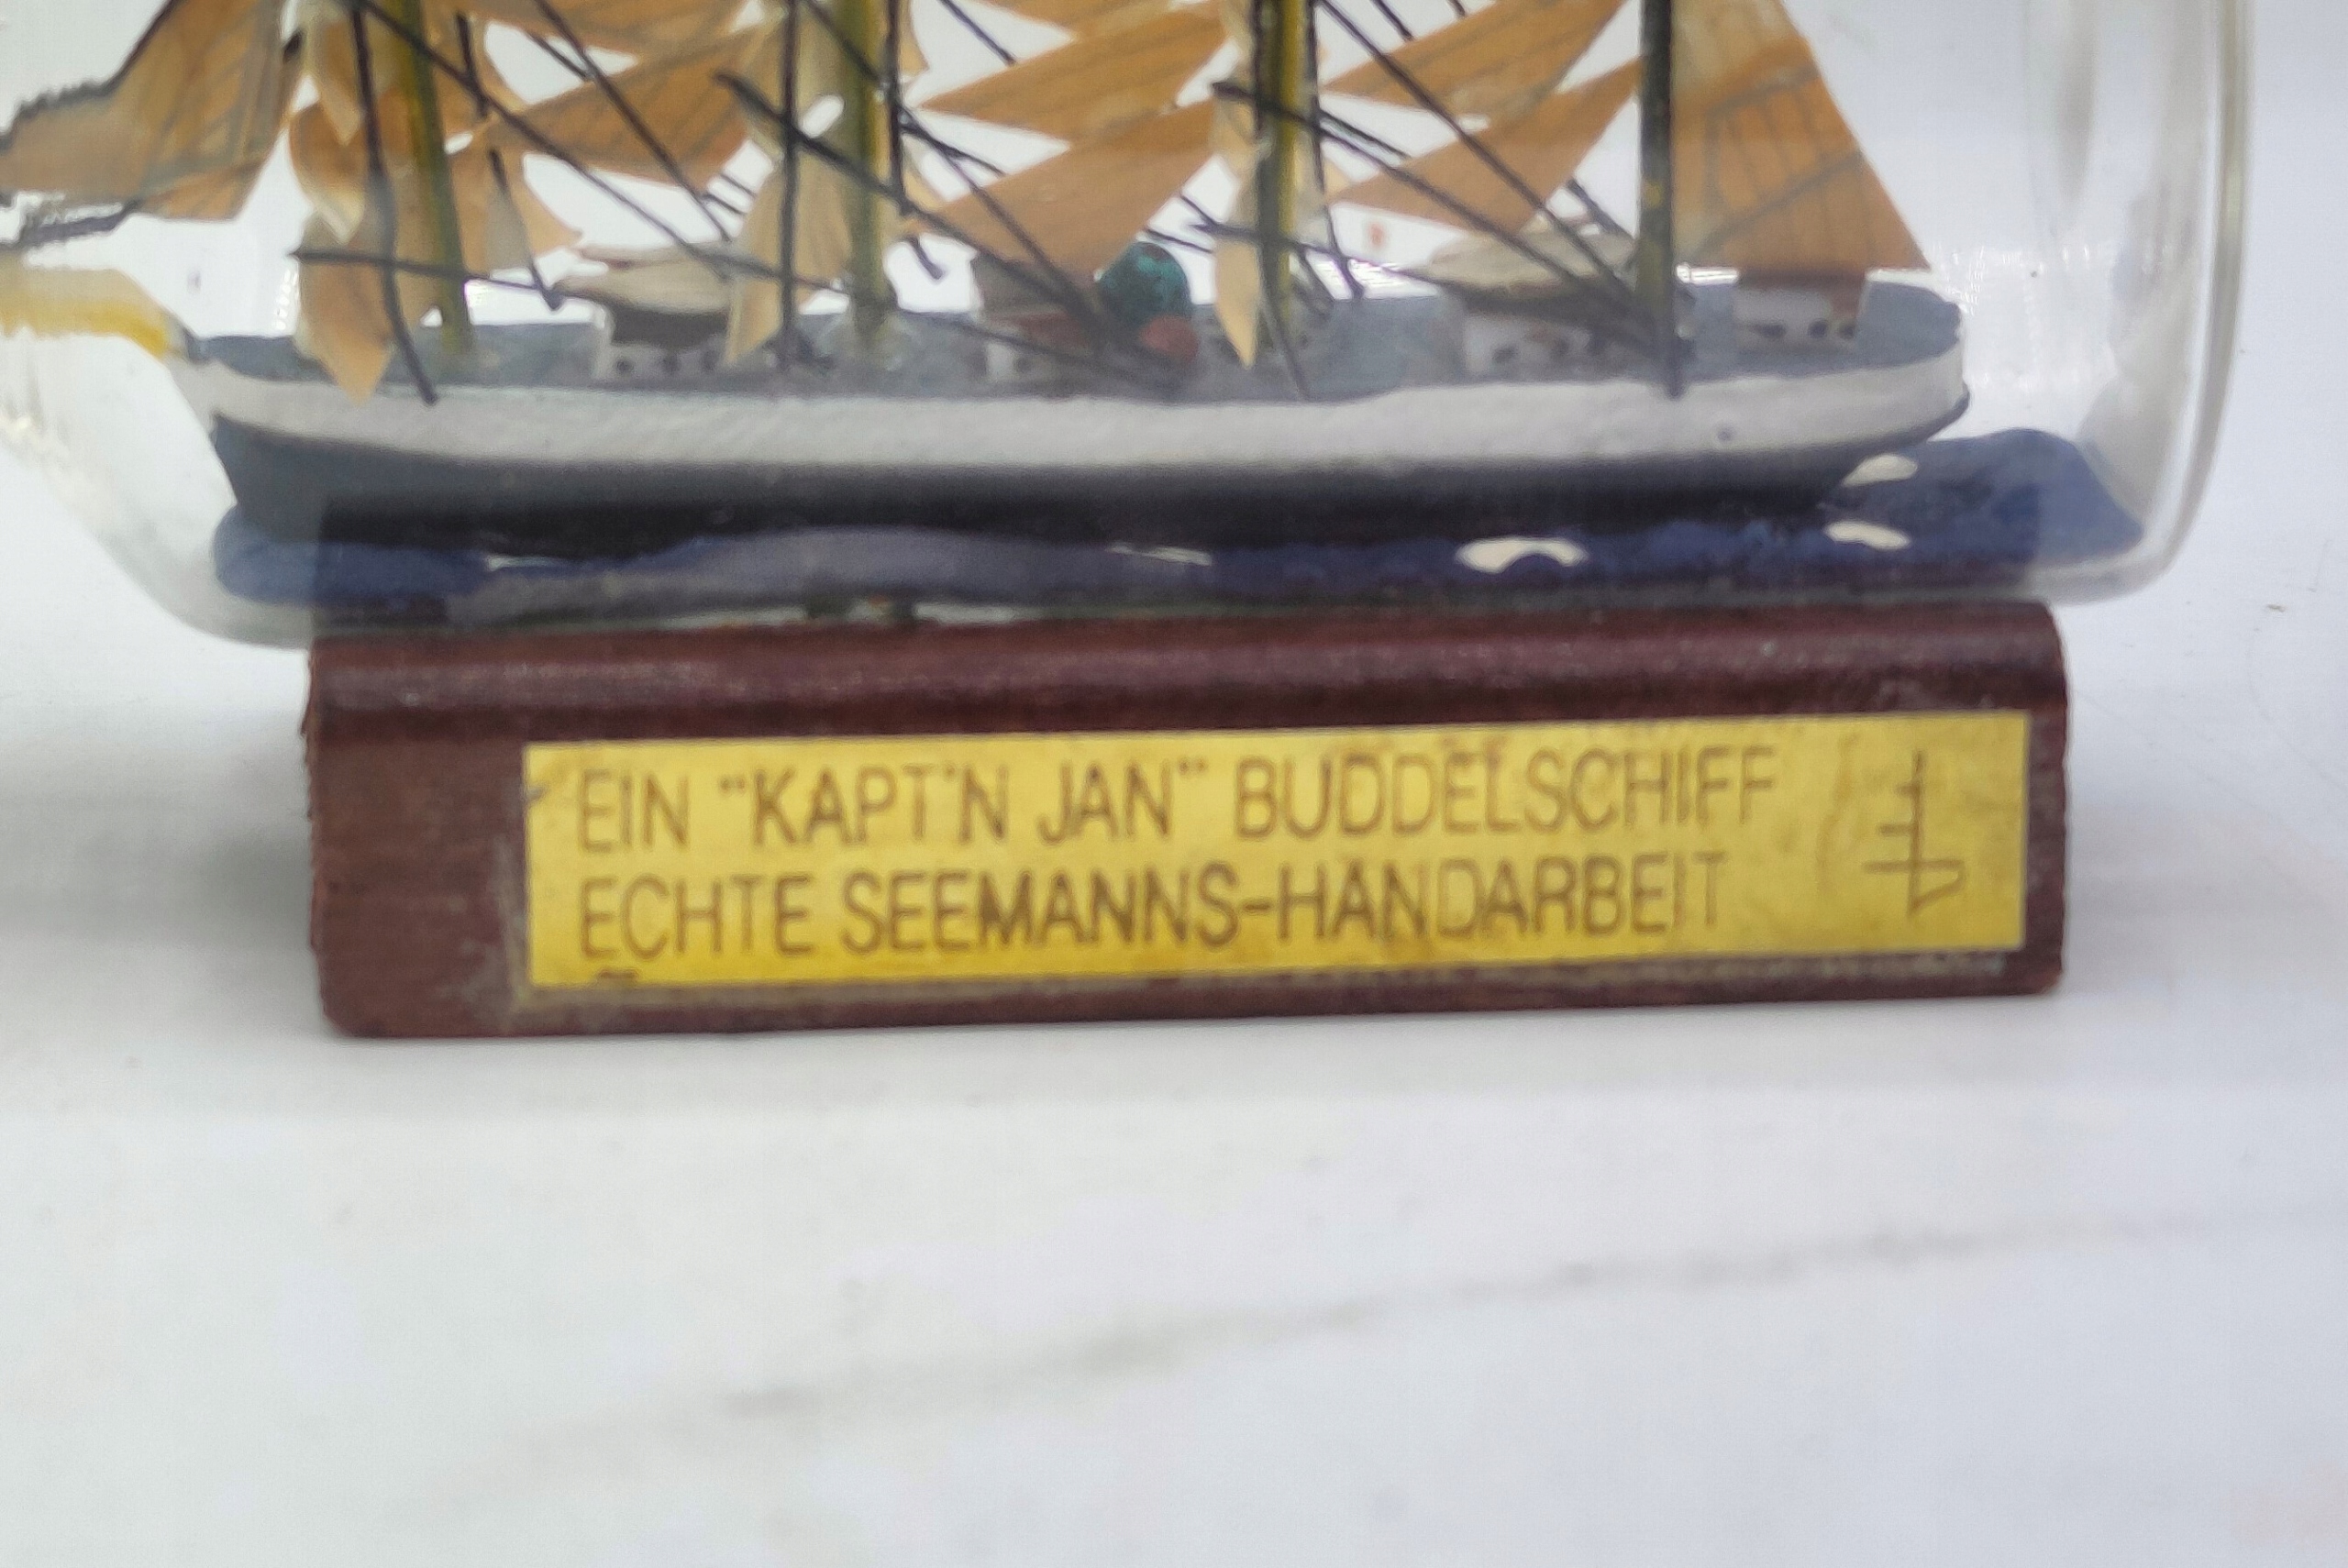 EIN "KAPT'N JAN" BUDDELSCHIFF
ECHTE SEEMANNS-HANDARBEIT